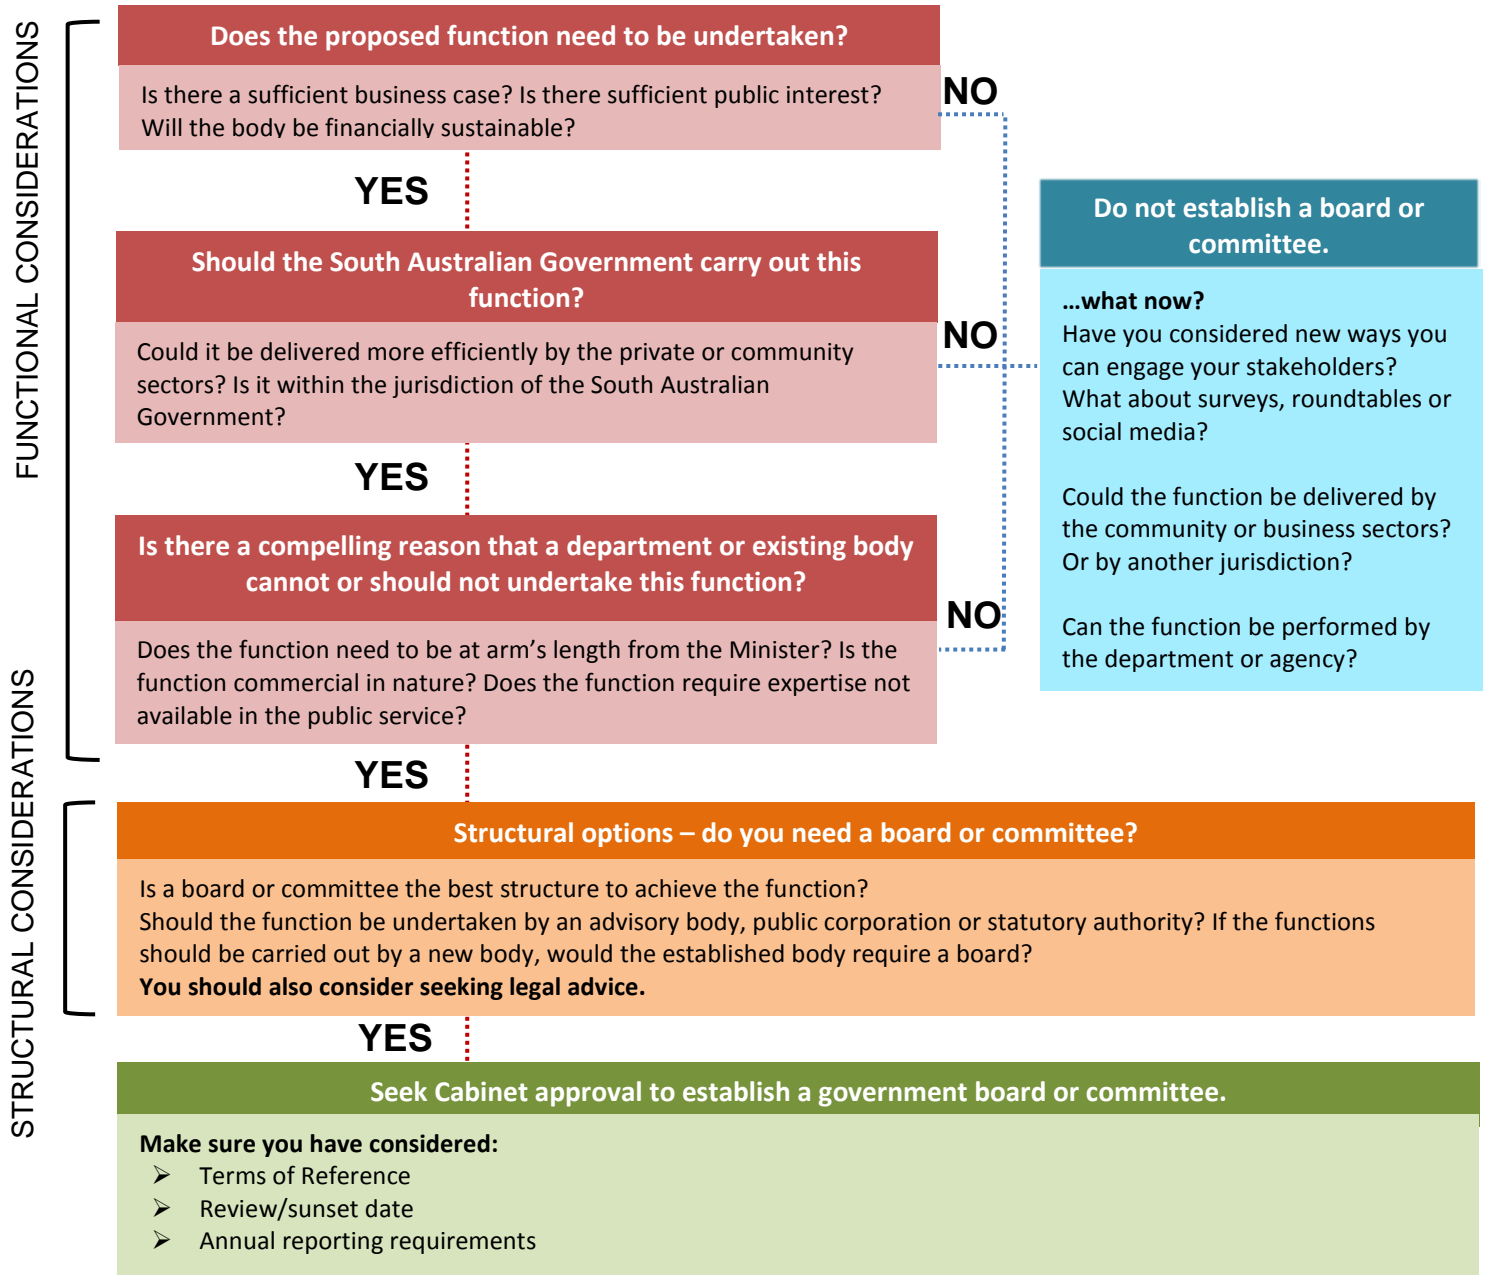 FUNCTIONAL CONSIDERATIONS
Does the proposed function need to be undertaken?
Is there a sufficient business case? Is there sufficient public interest?
Will the body be financially sustainable?
NO
YES
Should the South Australian Government carry out this
function?
Could it be delivered more efficiently by the private or community
sectors? Is it within the jurisdiction of the South Australian
Government?
NO
YES
Is there a compelling reason that a department or existing body
cannot or should not undertake this function?
Does the function need to be at arm’s length from the Minister? Is the
function commercial in nature? Does the function require expertise not
available in the public service?
NO
YES
Do not establish a board or
committee.
…what now?
Have you considered new ways you
can engage your stakeholders?
What about surveys, roundtables or
social media?
Could the function be delivered by
the community or business sectors?
Or by another jurisdiction?
Can the function be performed by
the department or agency?
STRUCTURAL CONSIDERATIONS
Structural options – do you need a board or committee?
Is a board or committee the best structure to achieve the function?
Should the function be undertaken by an advisory body, public corporation or statutory authority? If the functions
should be carried out by a new body, would the established body require a board?
You should also consider seeking legal advice.
YES
Seek Cabinet approval to establish a government board or committee.
Make sure you have considered:
➢ Terms of Reference
➢ Review/sunset date
➢ Annual reporting requirements